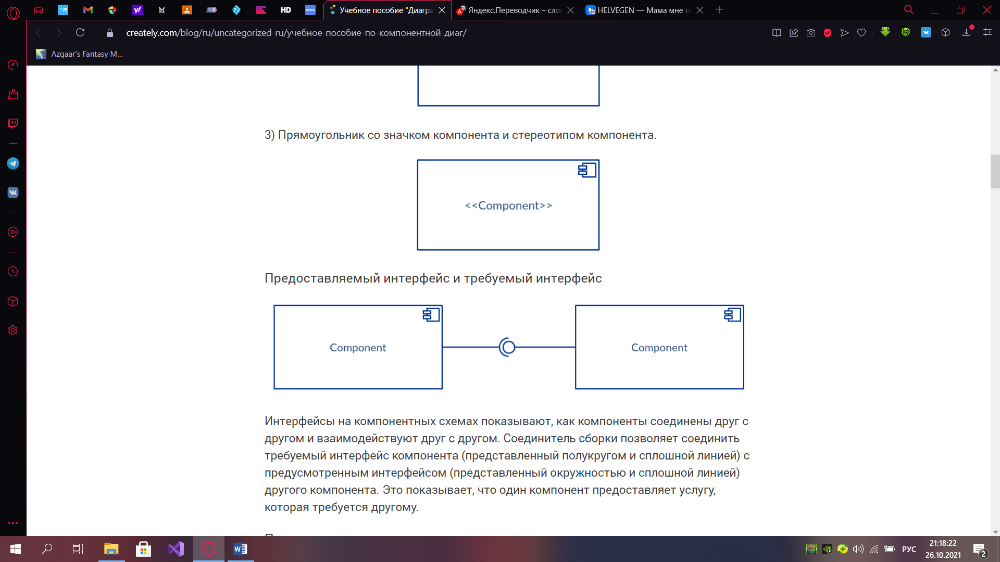 Учебное пособие "Диагра
Яндекс.Переводчик – сло
HELVEGEN — Мама мне го
creately.com/blog/ru/uncategorized-ru/учебное-пособие-по-компонентной-диаг/
Azgaar's Fantasy M...
3) Прямоугольник со значком компонента и стереотипом компонента.
<<Component>>
Предоставляемый интерфейс и требуемый интерфейс
Component
Component
Интерфейсы на компонентных схемах показывают, как компоненты соединены друг с
другом и взаимодействуют друг с другом. Соединитель сборки позволяет соединить
требуемый интерфейс компонента (представленный полукругом и сплошной линией) с
предусмотренным интерфейсом (представленный окружностью и сплошной линией)
другого компонента. Это показывает, что один компонент предоставляет услугу,
которая требуется другому.
РУС
21:18:22
26.10.2021
2